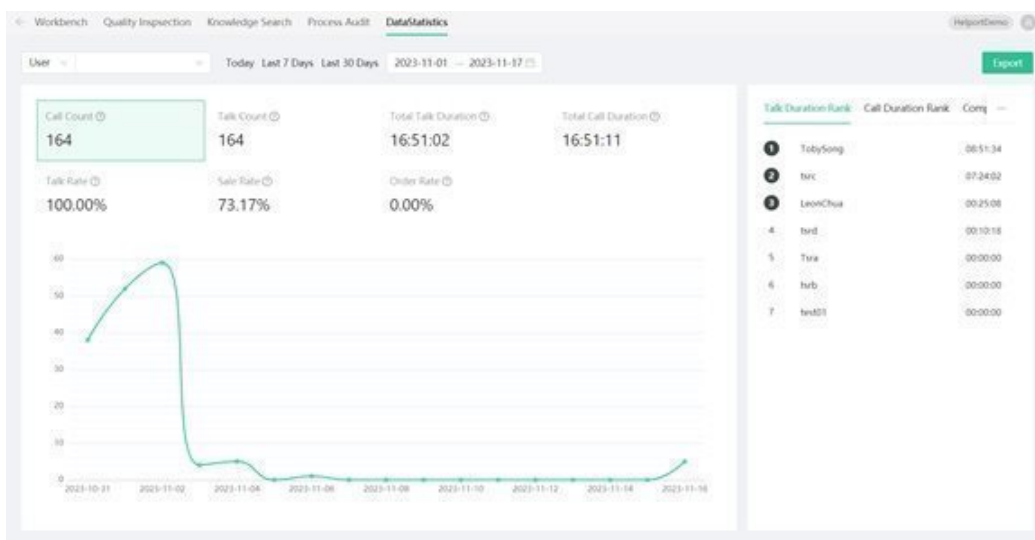 Workbench Quality Inspsection Knowledge Search Process Audit DataStatistics HelportDemo
User Today Last 7 Days Last 30 Days 2023-11-01 — 2023-11-17 Export
Call Count Talk Count Total Talk Duration Total Call Duration
164 164 16:51:02 16:51:11
Talk Rate Sale Rate Order Rate
100.00% 73.17% 0.00%
60
50
40
30
20
10
0
2023-10-31 2023-11-02 2023-11-04 2023-11-06 2023-11-08 2023-11-10 2023-11-12 2023-11-14 2023-11-16
Talk Duration Rank Call Duration Rank Comp
1 TobySong 08:51:34
2 tsrc 07:24:02
3 LeonChua 00:25:08
4 tsrd 00:10:18
5 Tsra 00:00:00
6 tsrb 00:00:00
7 test01 00:00:00